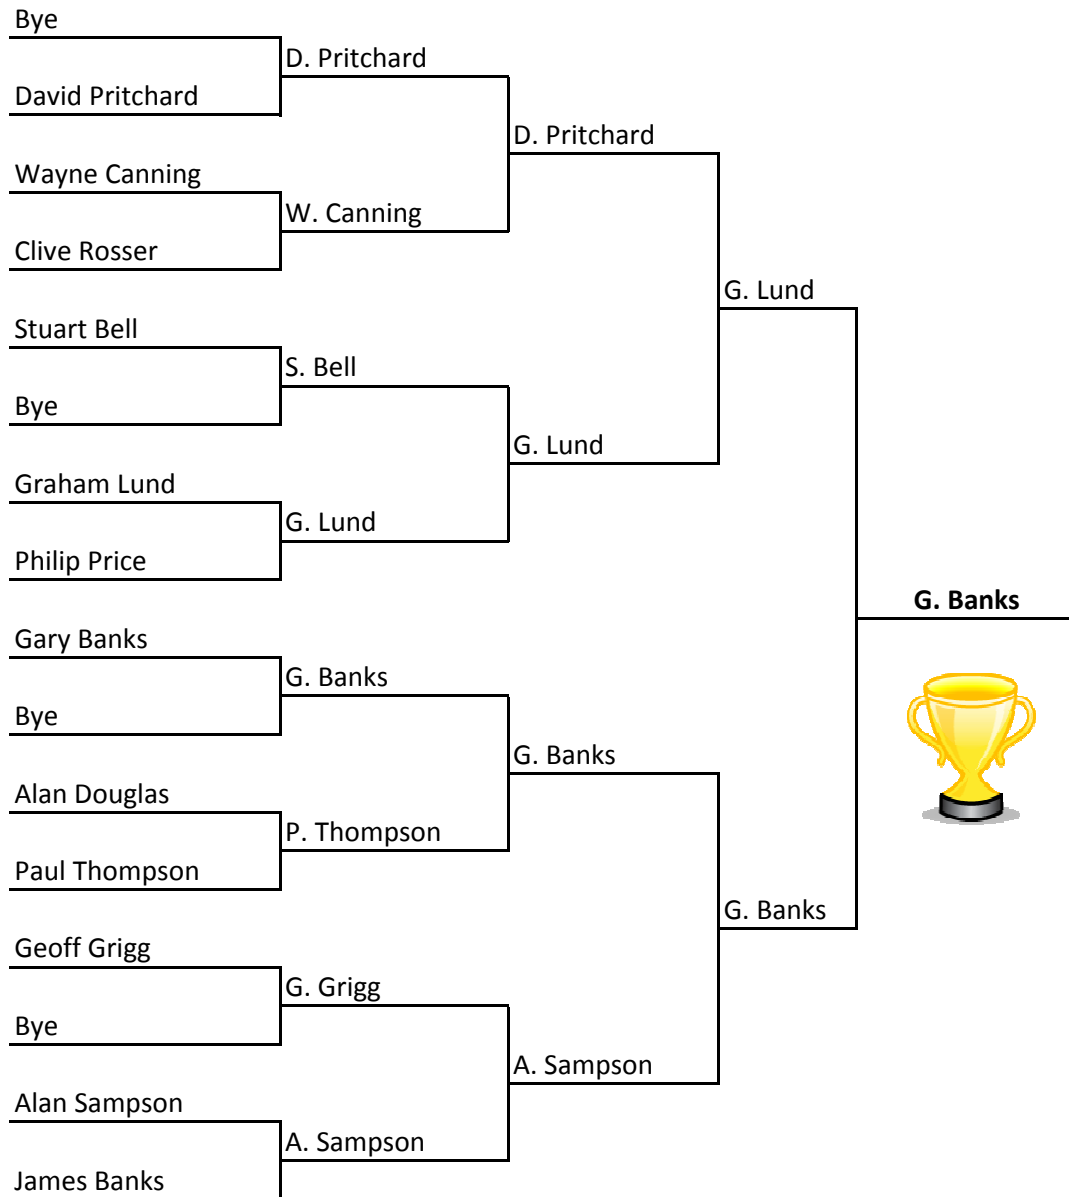 Bye
D. Pritchard
David Pritchard
D. Pritchard
Wayne Canning
W. Canning
Clive Rosser
G. Lund
Stuart Bell
S. Bell
Bye
G. Lund
Graham Lund
G. Lund
Philip Price
G. Banks
Gary Banks
G. Banks
Bye
G. Banks
Alan Douglas
P. Thompson
Paul Thompson
G. Banks
Geoff Grigg
G. Grigg
Bye
A. Sampson
Alan Sampson
A. Sampson
James Banks